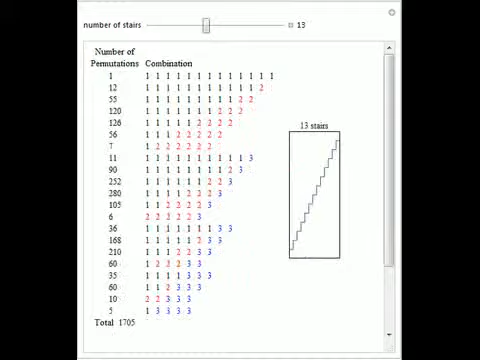 number of stairs 13
Number of
Permutations Combination
1 1 1 1 1 1 1 1 1 1 1 1 1 1
12 1 1 1 1 1 1 1 1 1 1 1 2
55 1 1 1 1 1 1 1 1 1 2 2
120 1 1 1 1 1 1 1 2 2 2
126 1 1 1 1 1 2 2 2 2
56 1 1 1 2 2 2 2 2
7 1 2 2 2 2 2 2
11 1 1 1 1 1 1 1 1 1 1 3
90 1 1 1 1 1 1 1 1 2 3
252 1 1 1 1 1 1 2 2 3
280 1 1 1 1 2 2 2 3
105 1 1 2 2 2 2 3
6 2 2 2 2 2 3
36 1 1 1 1 1 1 1 3 3
168 1 1 1 1 1 2 3 3
210 1 1 1 2 2 3 3
60 1 2 2 2 3 3
35 1 1 1 1 3 3 3
60 1 1 2 3 3 3
10 2 2 3 3 3
5 1 3 3 3 3
Total 1705
13 stairs